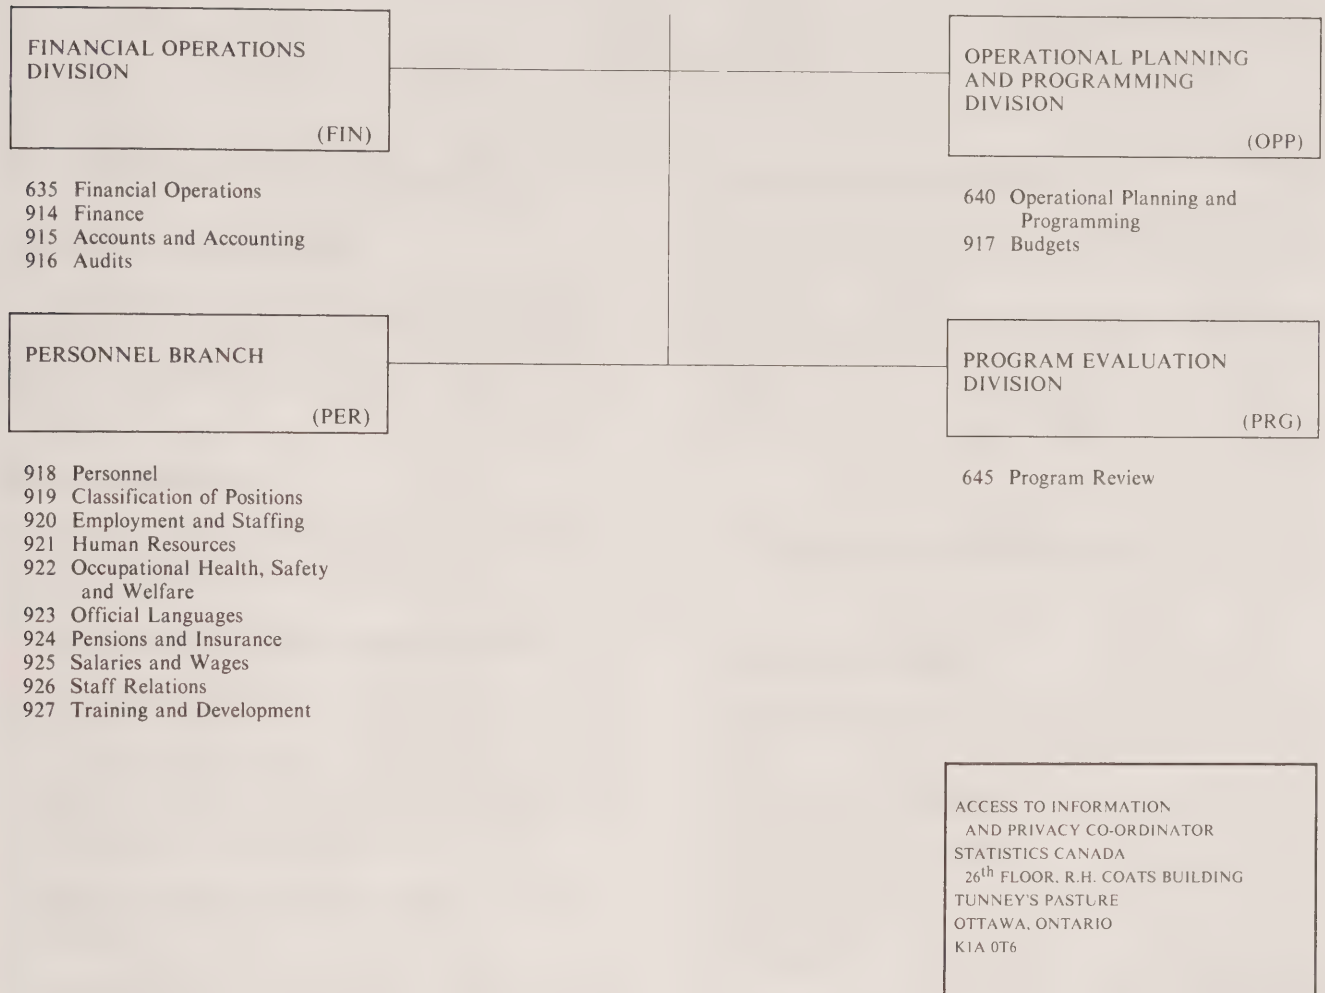 FINANCIAL OPERATIONS
DIVISION
(FIN)
635 Financial Operations
914 Finance
915 Accounts and Accounting
916 Audits
OPERATIONAL PLANNING
AND PROGRAMMING
DIVISION
(OPP)
640 Operational Planning and
Programming
917 Budgets
PERSONNEL BRANCH
(PER)
918 Personnel
919 Classification of Positions
920 Employment and Staffing
921 Human Resources
922 Occupational Health, Safety
and Welfare
923 Official Languages
924 Pensions and Insurance
925 Salaries and Wages
926 Staff Relations
927 Training and Development
PROGRAM EVALUATION
DIVISION
(PRG)
645 Program Review
ACCESS TO INFORMATION
AND PRIVACY CO-ORDINATOR
STATISTICS CANADA
26th FLOOR, R.H. COATS BUILDING
TUNNEY'S PASTURE
OTTAWA, ONTARIO
K1A 0T6